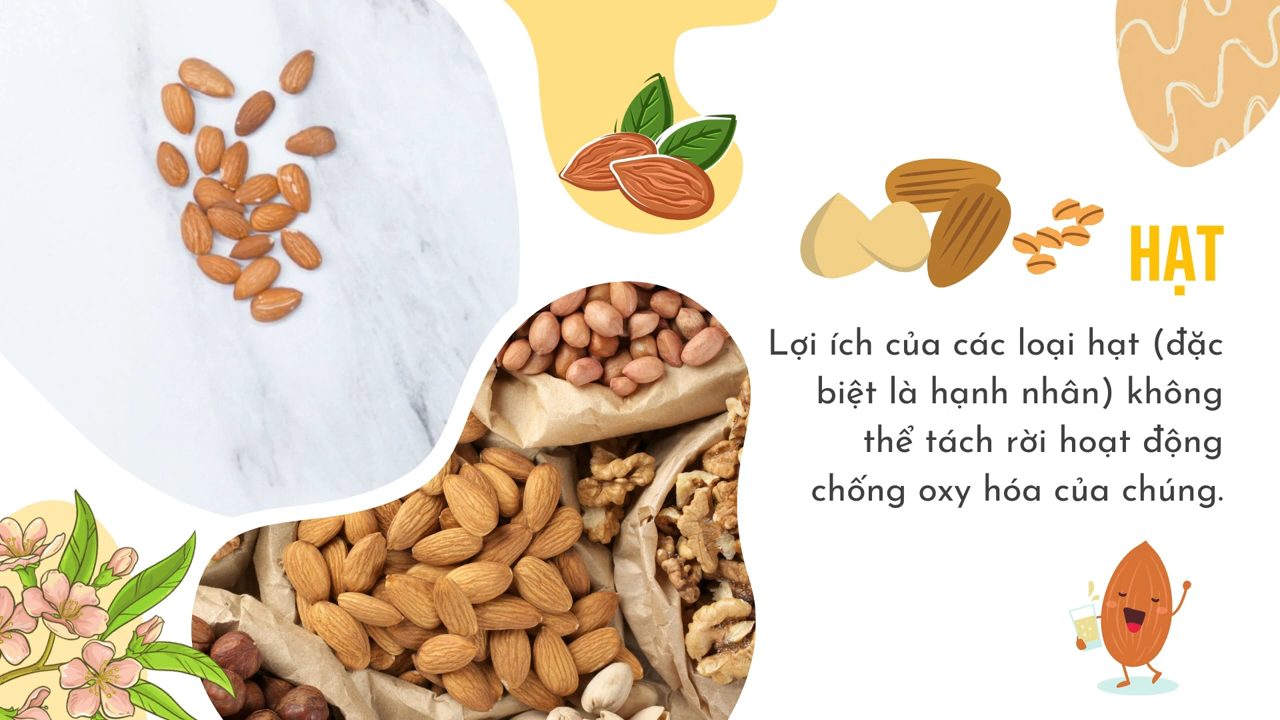 HẠT
Lợi ích của các loại hạt (đặc
biệt là hạnh nhân) không
thể tách rời hoạt động
chống oxy hóa của chúng.